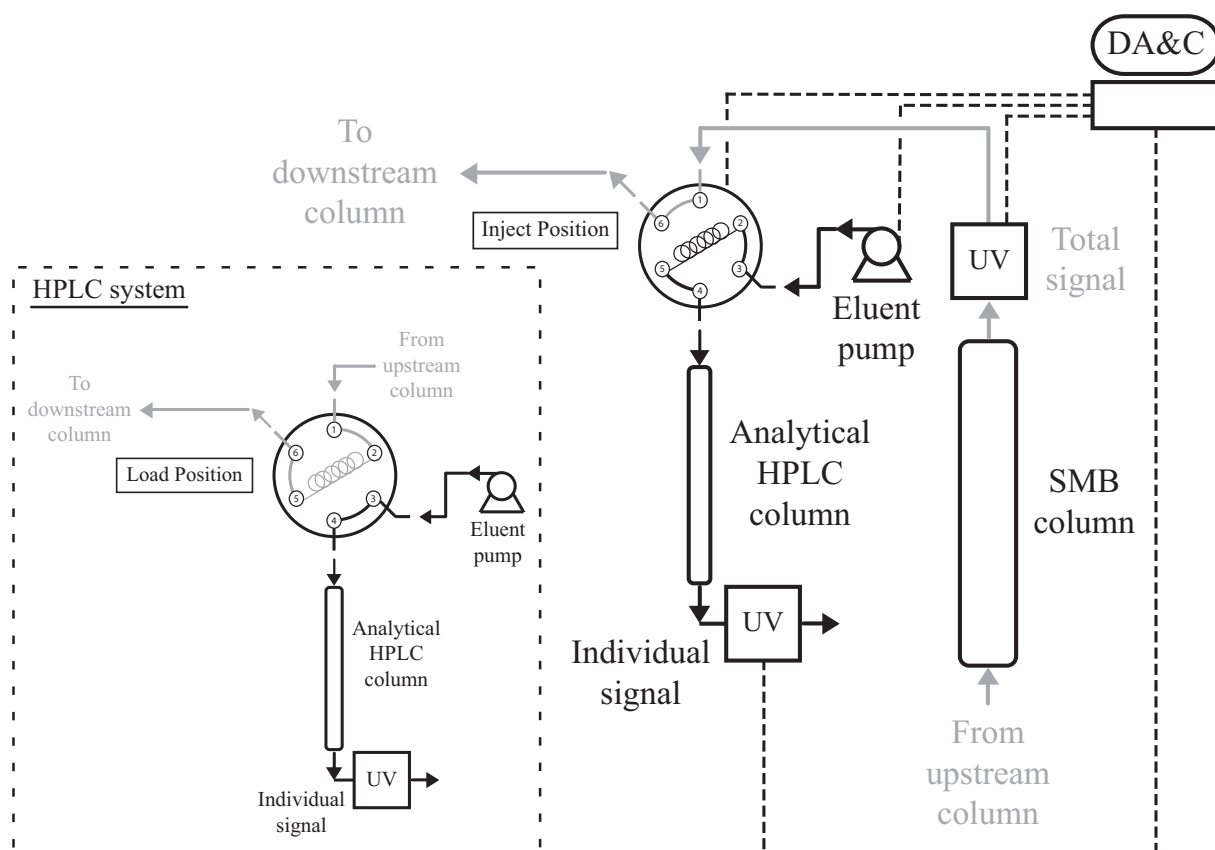 DA&C
To
downstream
column
Inject Position
1
2
3
4
5
6
Eluent
pump
UV
Total
signal
Analytical
HPLC
column
SMB
column
UV
Individual
signal
From
upstream
column
HPLC system
From
upstream
column
To
downstream
column
Load Position
1
2
3
4
5
6
Eluent
pump
Analytical
HPLC
column
UV
Individual
signal